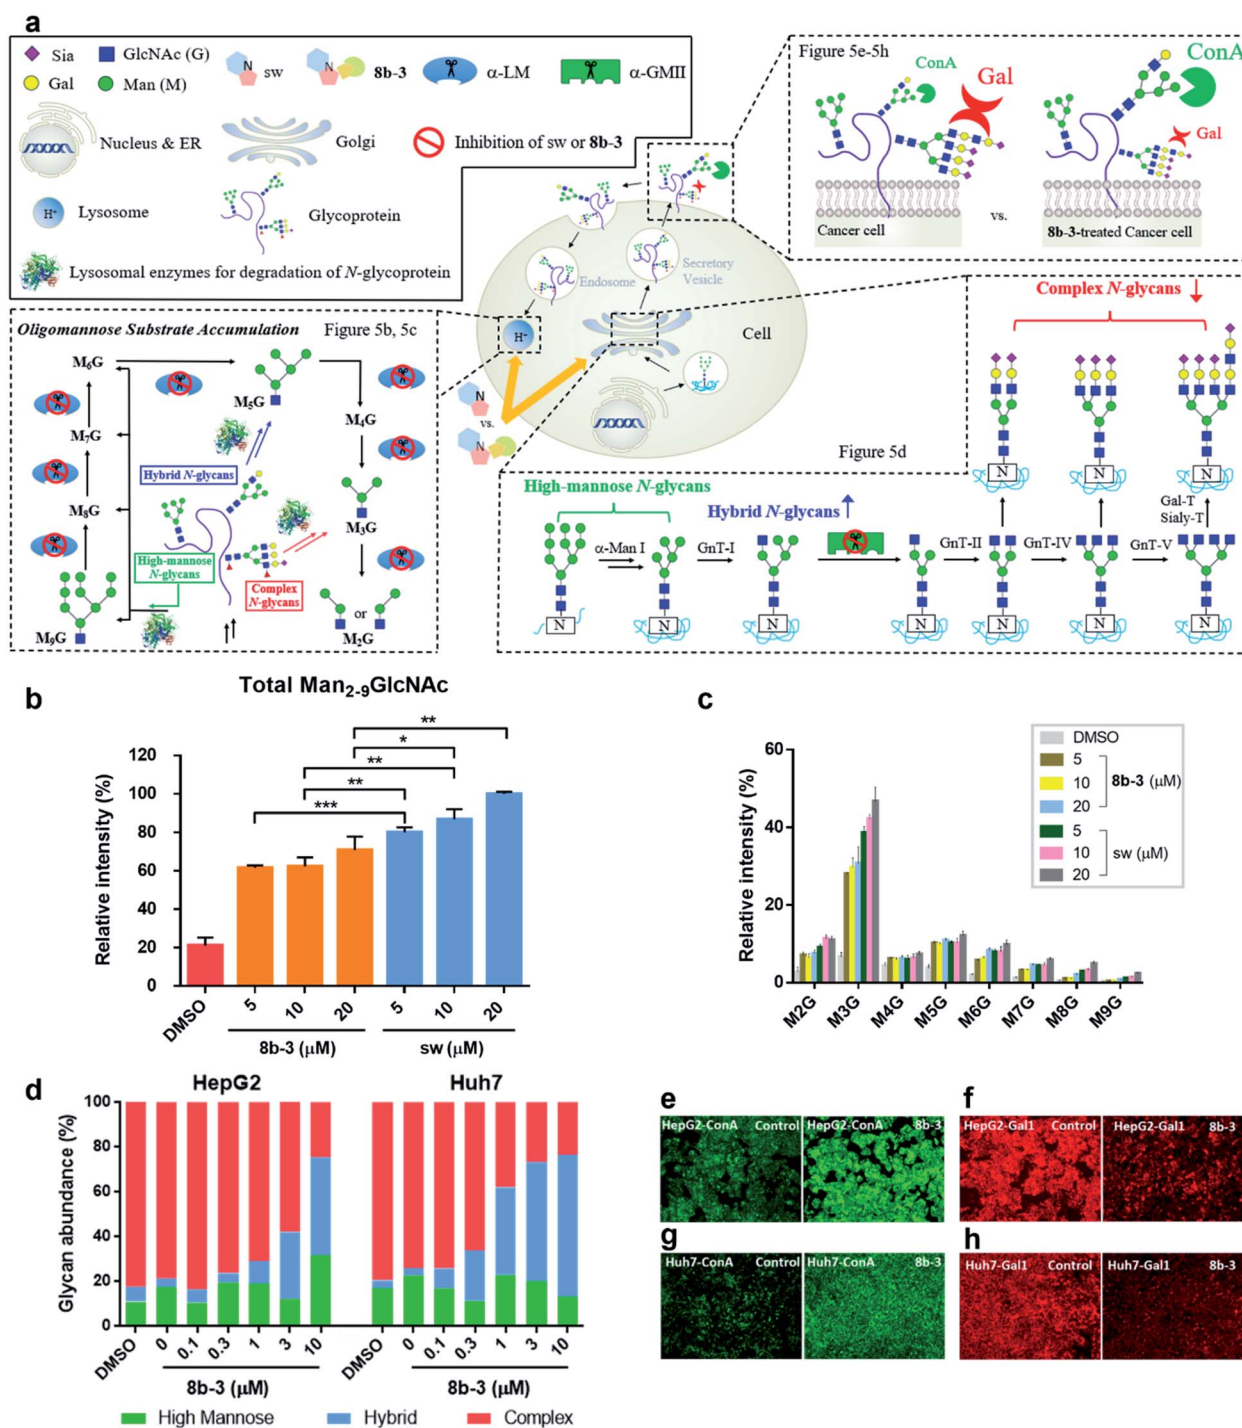 a
Sia
GlcNAc (G)
Gal
Man (M)
N
sw
N
8b-3
α-LM
α-GMII
Nucleus & ER
Golgi
Inhibition of sw or 8b-3
H⁺
Lysosome
Glycoprotein
Lysosomal enzymes for degradation of N-glycoprotein
Figure 5e-5h
ConA
Gal
ConA
Gal
Cancer cell
vs.
8b-3-treated Cancer cell
Endosome
Secretory
Vesicle
H⁺
Cell
N
vs.
N
Oligomannose Substrate Accumulation
Figure 5b, 5c
M₆G
M₅G
M₄G
M₇G
Hybrid N-glycans
M₈G
M₃G
High-mannose
N-glycans
Complex
N-glycans
M₉G
or
M₂G
Complex N-glycans
Figure 5d
High-mannose N-glycans
Hybrid N-glycans
N
N
N
Gal-T
Sialy-T
α-Man I
GnT-I
GnT-II
GnT-IV
GnT-V
N
N
N
N
N
N
N
b
Total Man₂₋₉GlcNAc
Relative intensity (%)
120
100
80
60
40
20
0
**
*
**
**
***
DMSO
5
10
20
5
10
20
8b-3 (μM)
sw (μM)
c
Relative intensity (%)
60
40
20
0
DMSO
5
10
20
8b-3 (μM)
5
10
20
sw (μM)
M2G
M3G
M4G
M5G
M6G
M7G
M8G
M9G
d
HepG2
Huh7
Glycan abundance (%)
100
80
60
40
20
0
DMSO
0
0.1
0.3
1
3
10
DMSO
0
0.1
0.3
1
3
10
8b-3 (μM)
8b-3 (μM)
High Mannose
Hybrid
Complex
e
HepG2-ConA Control
HepG2-ConA 8b-3
f
HepG2-Gal1 Control
HepG2-Gal1 8b-3
g
Huh7-ConA Control
Huh7-ConA 8b-3
h
Huh7-Gal1 Control
Huh7-Gal1 8b-3